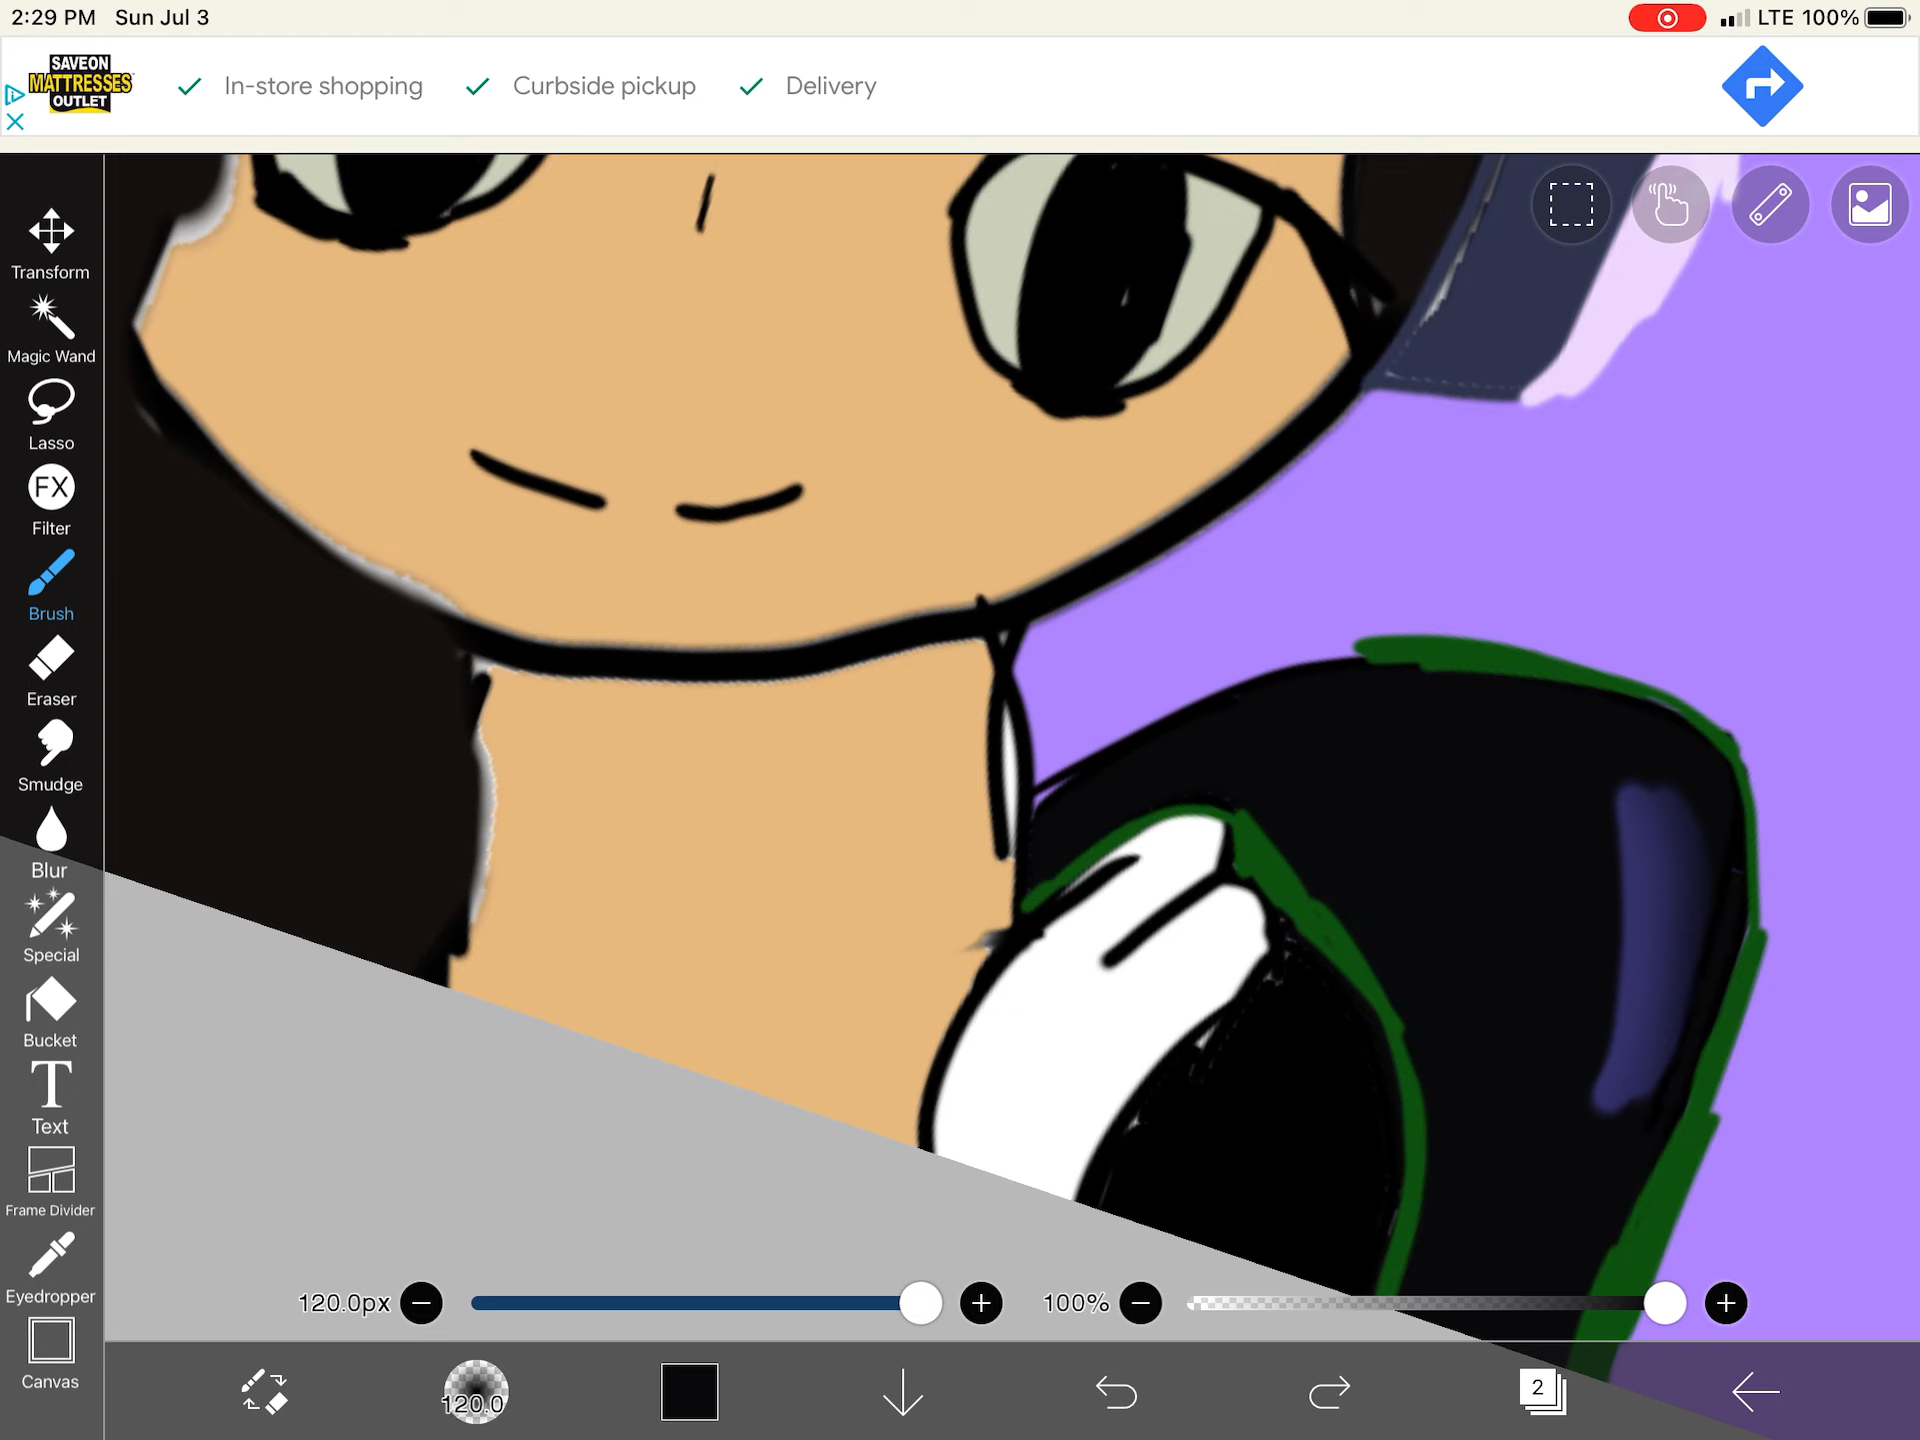 2:29 PM Sun Jul 3
LTE 100%
SAVEON
MATTRESSES
OUTLET
In-store shopping Curbside pickup Delivery
Transform
Magic Wand
Lasso
FX
Filter
Brush
Eraser
Smudge
Blur
Special
Bucket
T
Text
Frame Divider
Eyedropper
Canvas
120.0px 100%
120.0
2